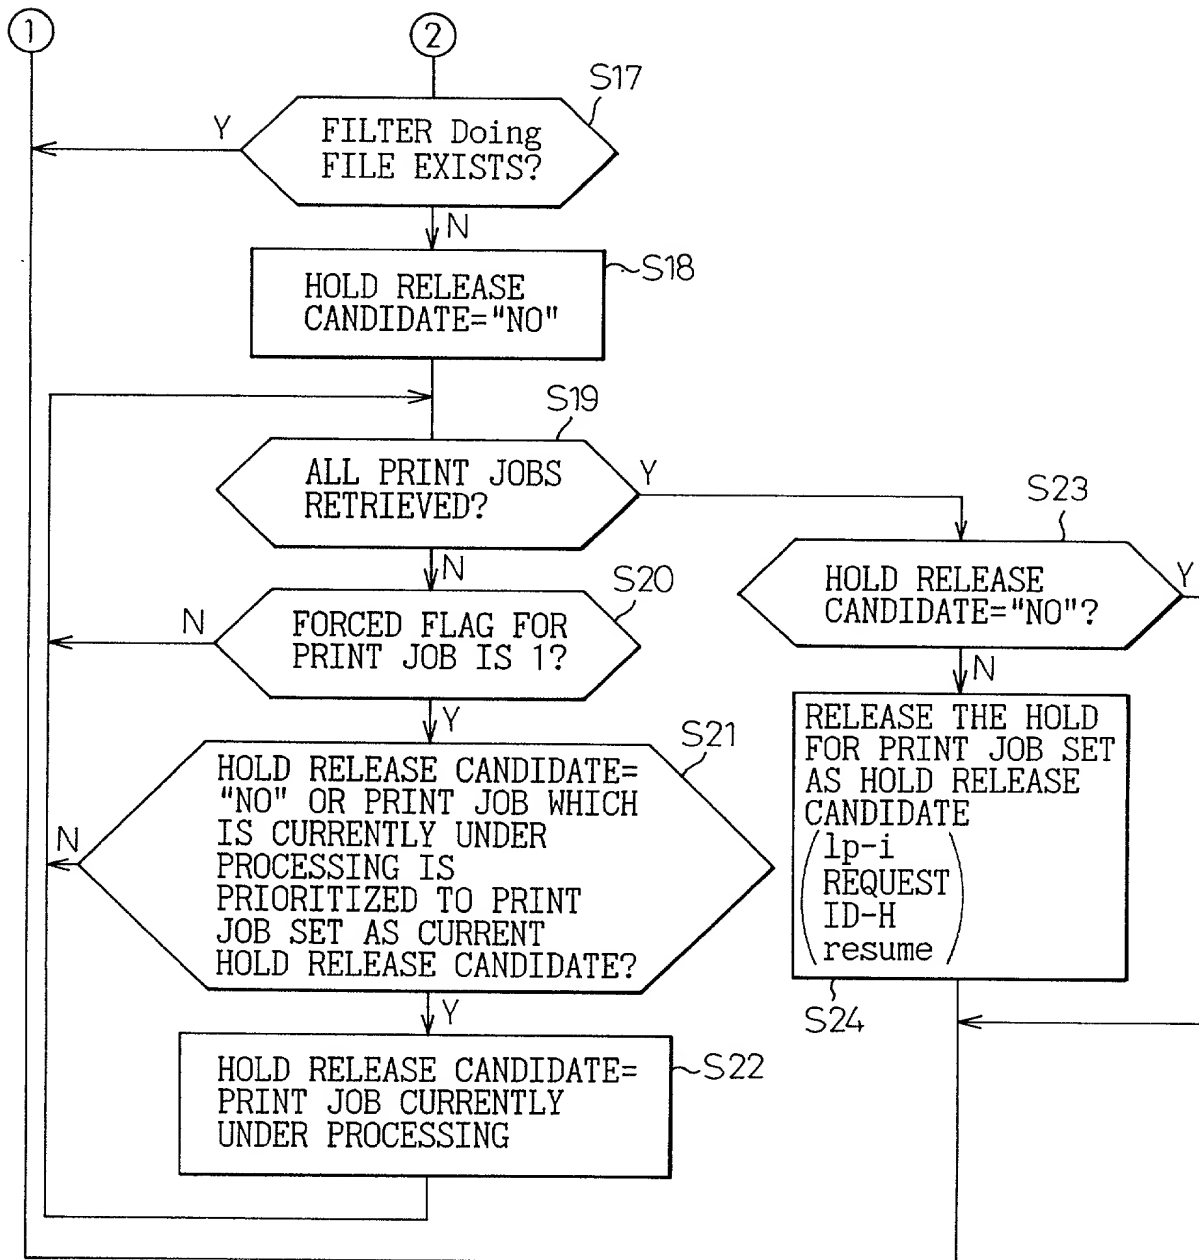 1
2
S17
Y
FILTER Doing
FILE EXISTS?
N
S18
HOLD RELEASE
CANDIDATE="NO"
S19
ALL PRINT JOBS
RETRIEVED?
Y
N
S20
N
FORCED FLAG FOR
PRINT JOB IS 1?
Y
S21
N
HOLD RELEASE CANDIDATE=
"NO" OR PRINT JOB WHICH
IS CURRENTLY UNDER
PROCESSING IS
PRIORITIZED TO PRINT
JOB SET AS CURRENT
HOLD RELEASE CANDIDATE?
Y
S22
HOLD RELEASE CANDIDATE=
PRINT JOB CURRENTLY
UNDER PROCESSING
S23
Y
HOLD RELEASE
CANDIDATE="NO"?
N
RELEASE THE HOLD
FOR PRINT JOB SET
AS HOLD RELEASE
CANDIDATE
(lp-i
REQUEST
ID-H
resume)
S24